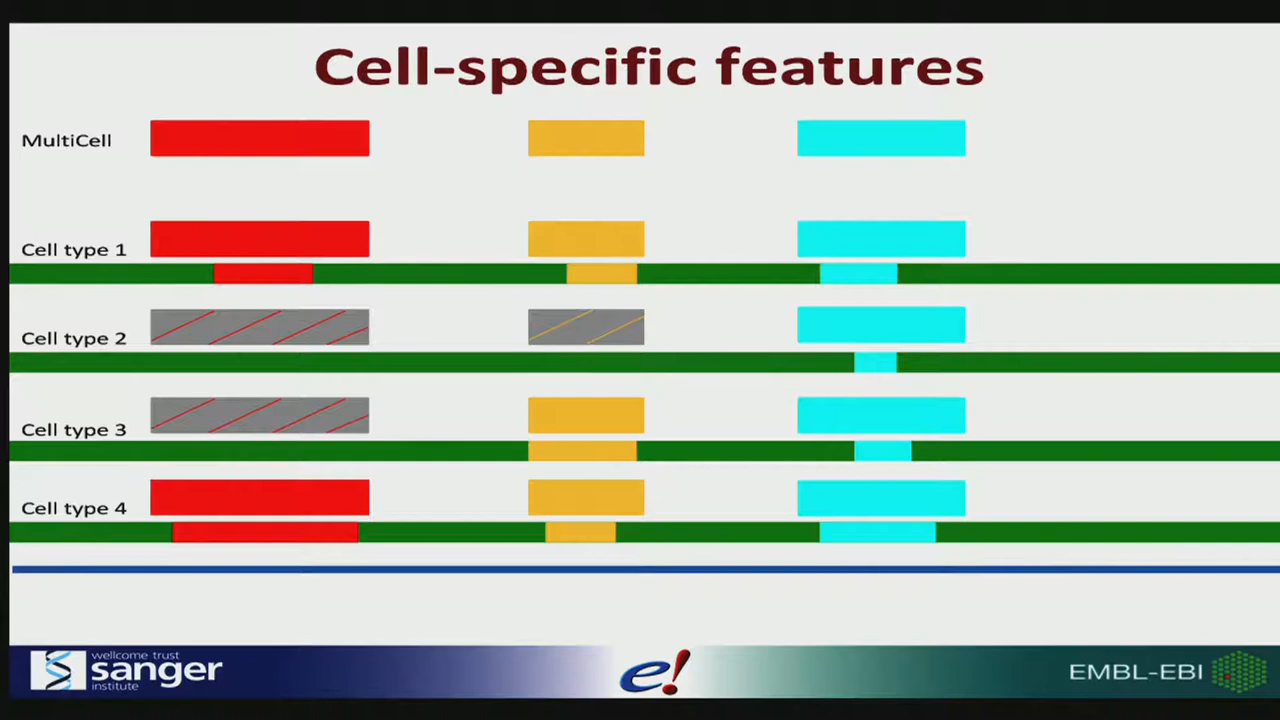 Cell-specific features
MultiCell
Cell type 1
Cell type 2
Cell type 3
Cell type 4
wellcome trust
sanger
institute
e!
EMBL-EBI